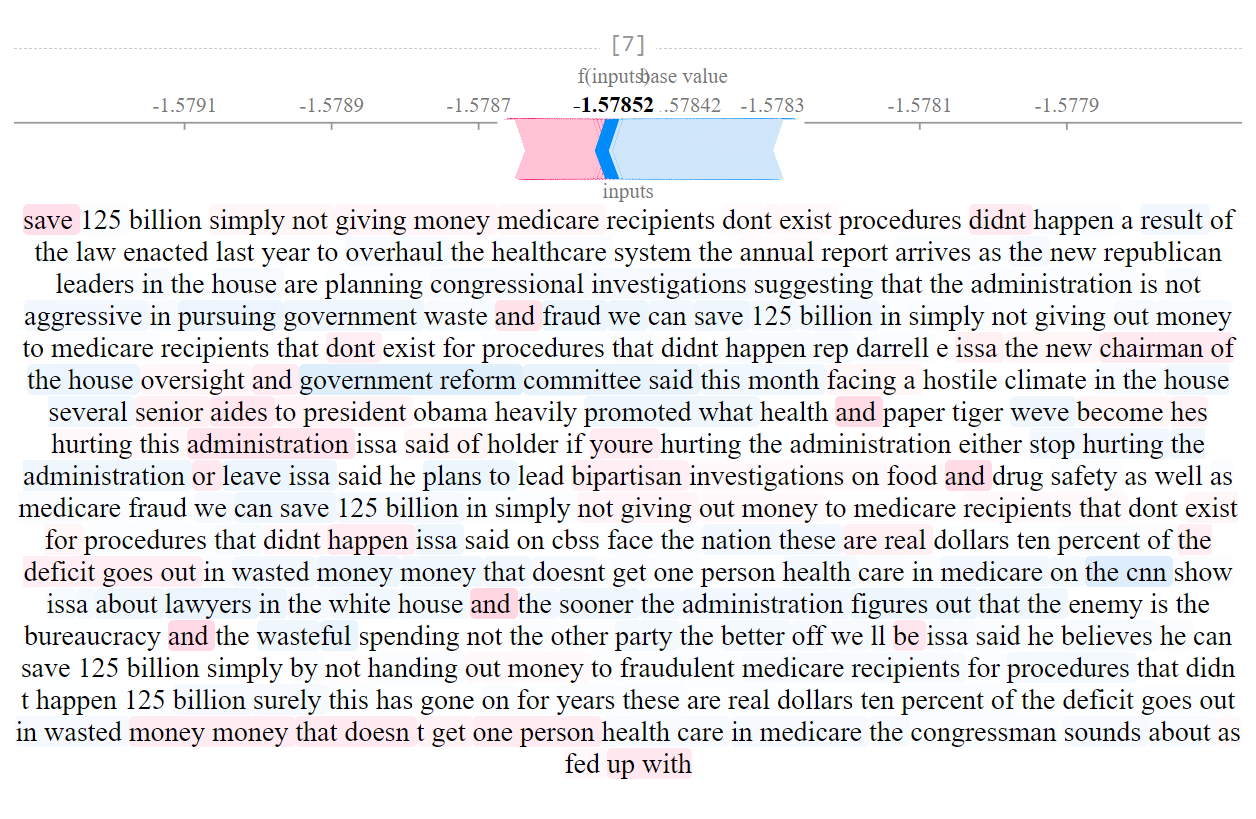 [7]
f(inputs) base value
-1.5791 -1.5789 -1.5787 -1.57852 .57842 -1.5783 -1.5781 -1.5779
inputs
save 125 billion simply not giving money medicare recipients dont exist procedures didnt happen a result of
the law enacted last year to overhaul the healthcare system the annual report arrives as the new republican
leaders in the house are planning congressional investigations suggesting that the administration is not
aggressive in pursuing government waste and fraud we can save 125 billion in simply not giving out money
to medicare recipients that dont exist for procedures that didnt happen rep darrell e issa the new chairman of
the house oversight and government reform committee said this month facing a hostile climate in the house
several senior aides to president obama heavily promoted what health and paper tiger weve become hes
hurting this administration issa said of holder if youre hurting the administration either stop hurting the
administration or leave issa said he plans to lead bipartisan investigations on food and drug safety as well as
medicare fraud we can save 125 billion in simply not giving out money to medicare recipients that dont exist
for procedures that didnt happen issa said on cbss face the nation these are real dollars ten percent of the
deficit goes out in wasted money money that doesnt get one person health care in medicare on the cnn show
issa about lawyers in the white house and the sooner the administration figures out that the enemy is the
bureaucracy and the wasteful spending not the other party the better off we ll be issa said he believes he can
save 125 billion simply by not handing out money to fraudulent medicare recipients for procedures that didn
t happen 125 billion surely this has gone on for years these are real dollars ten percent of the deficit goes out
in wasted money money that doesn t get one person health care in medicare the congressman sounds about as
fed up with